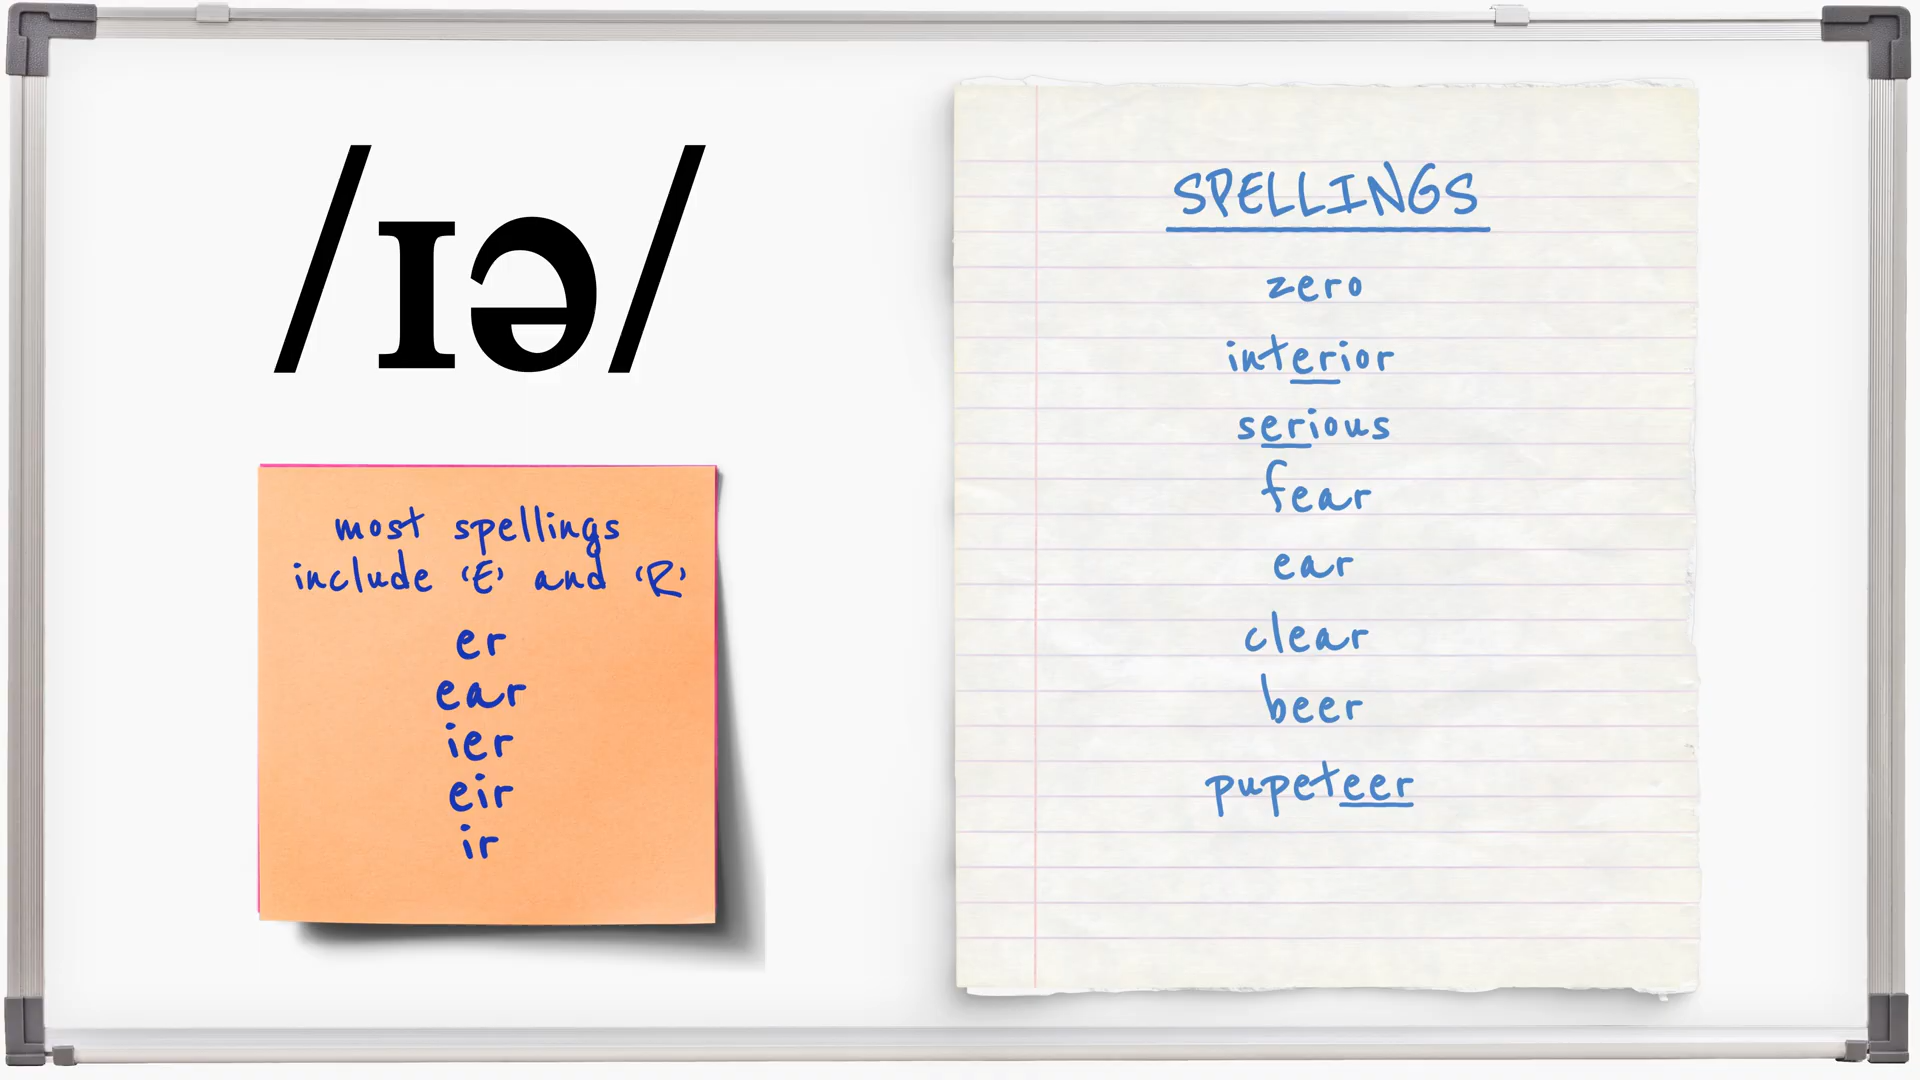 /ɪə/
most spellings
include 'E' and 'R'
er
ear
ier
eir
ir
SPELLINGS
zero
interior
serious
fear
ear
clear
beer
pupeteer